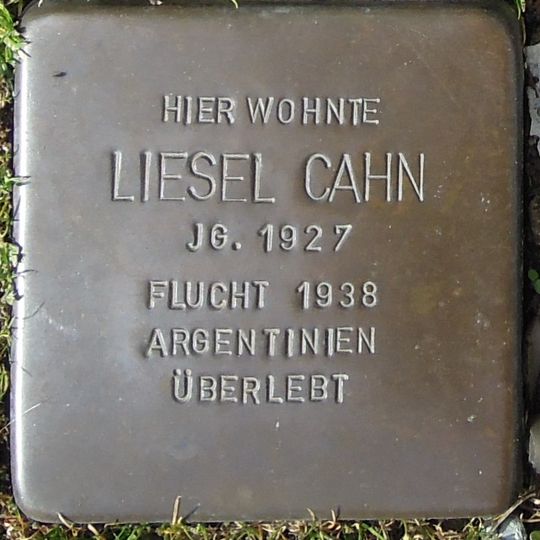 HIER WOHNTE
LIESEL CAHN
JG. 1927
FLUCHT 1938
ARGENTINIEN
ÜBERLEBT